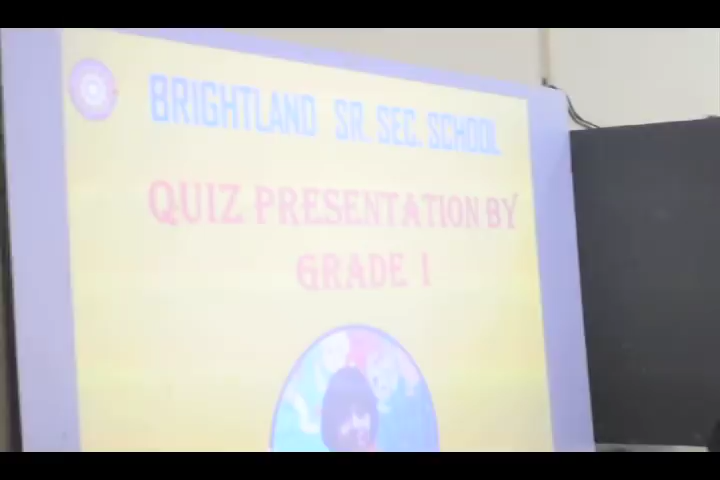 BRIGHTLAND SR. SEC. SCHOOL
QUIZ PRESENTATION BY
GRADE I